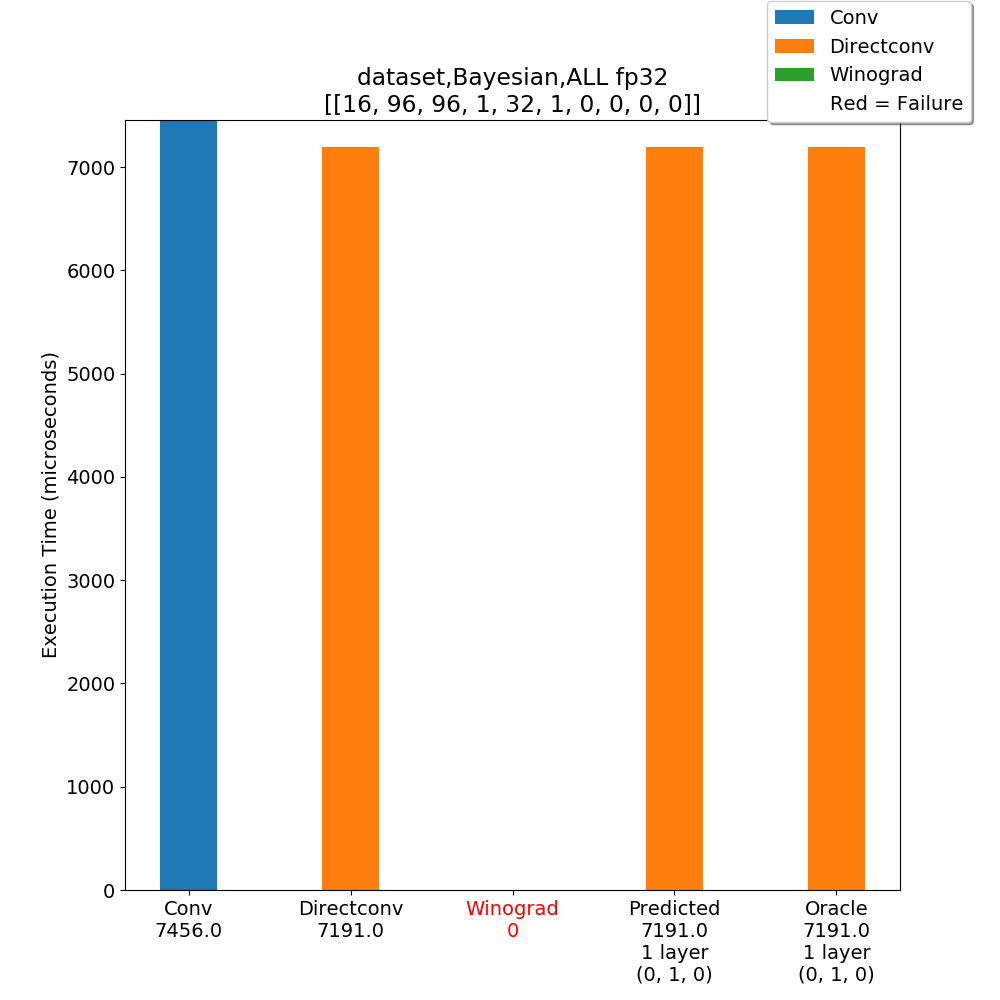 Conv
Directconv
Winograd
Red = Failure
dataset,Bayesian,ALL fp32
[[16, 96, 96, 1, 32, 1, 0, 0, 0, 0]]
7000
6000
5000
4000
3000
2000
1000
0
Execution Time (microseconds)
Conv
7456.0
Directconv
7191.0
Winograd
0
Predicted
7191.0
1 layer
(0, 1, 0)
Oracle
7191.0
1 layer
(0, 1, 0)